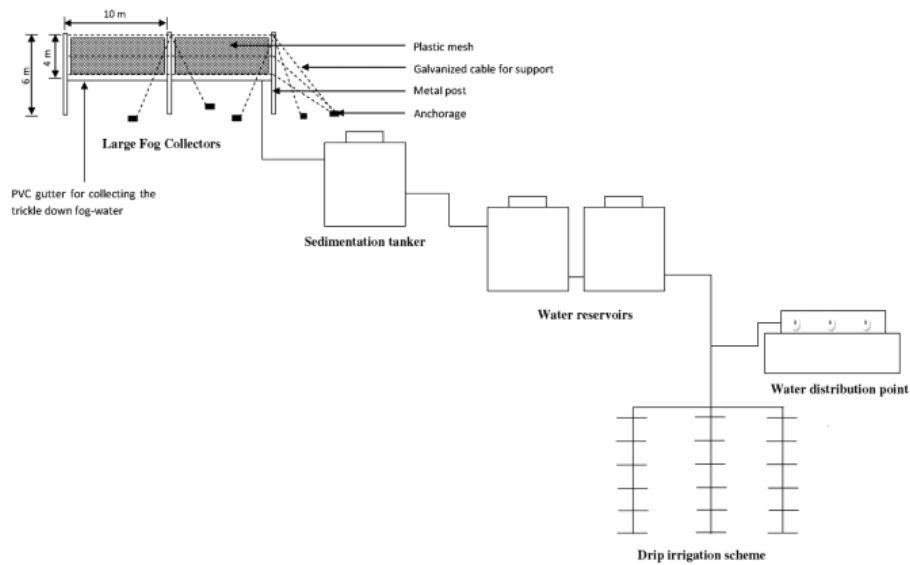 10 m
6 m
4 m
Plastic mesh
Galvanized cable for support
Metal post
Anchorage
Large Fog Collectors
PVC gutter for collecting the
trickle down fog-water
Sedimentation tanker
Water reservoirs
Water distribution point
Drip irrigation scheme